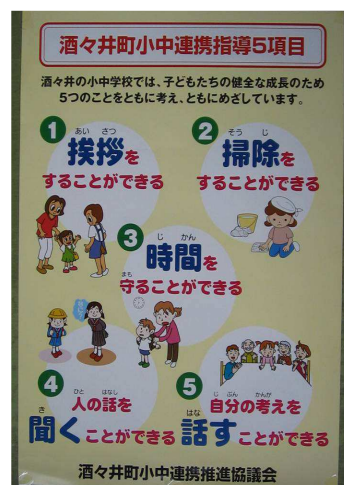 酒々井町小中連携指導5項目
酒々井の小中学校では、子どもたちの健全な成長のため
5つのことをともに考え、ともにめざしています。
1
あい さつ
挨拶を
することができる
2
そう じ
掃除を
することができる
3
じ かん
時間を
まも
守ることができる
4
ひと はなし
人の話を
き
聞くことができる
5
じ ぶん かんが
自分の考えを
はな
話すことができる
酒々井町小中連携推進協議会